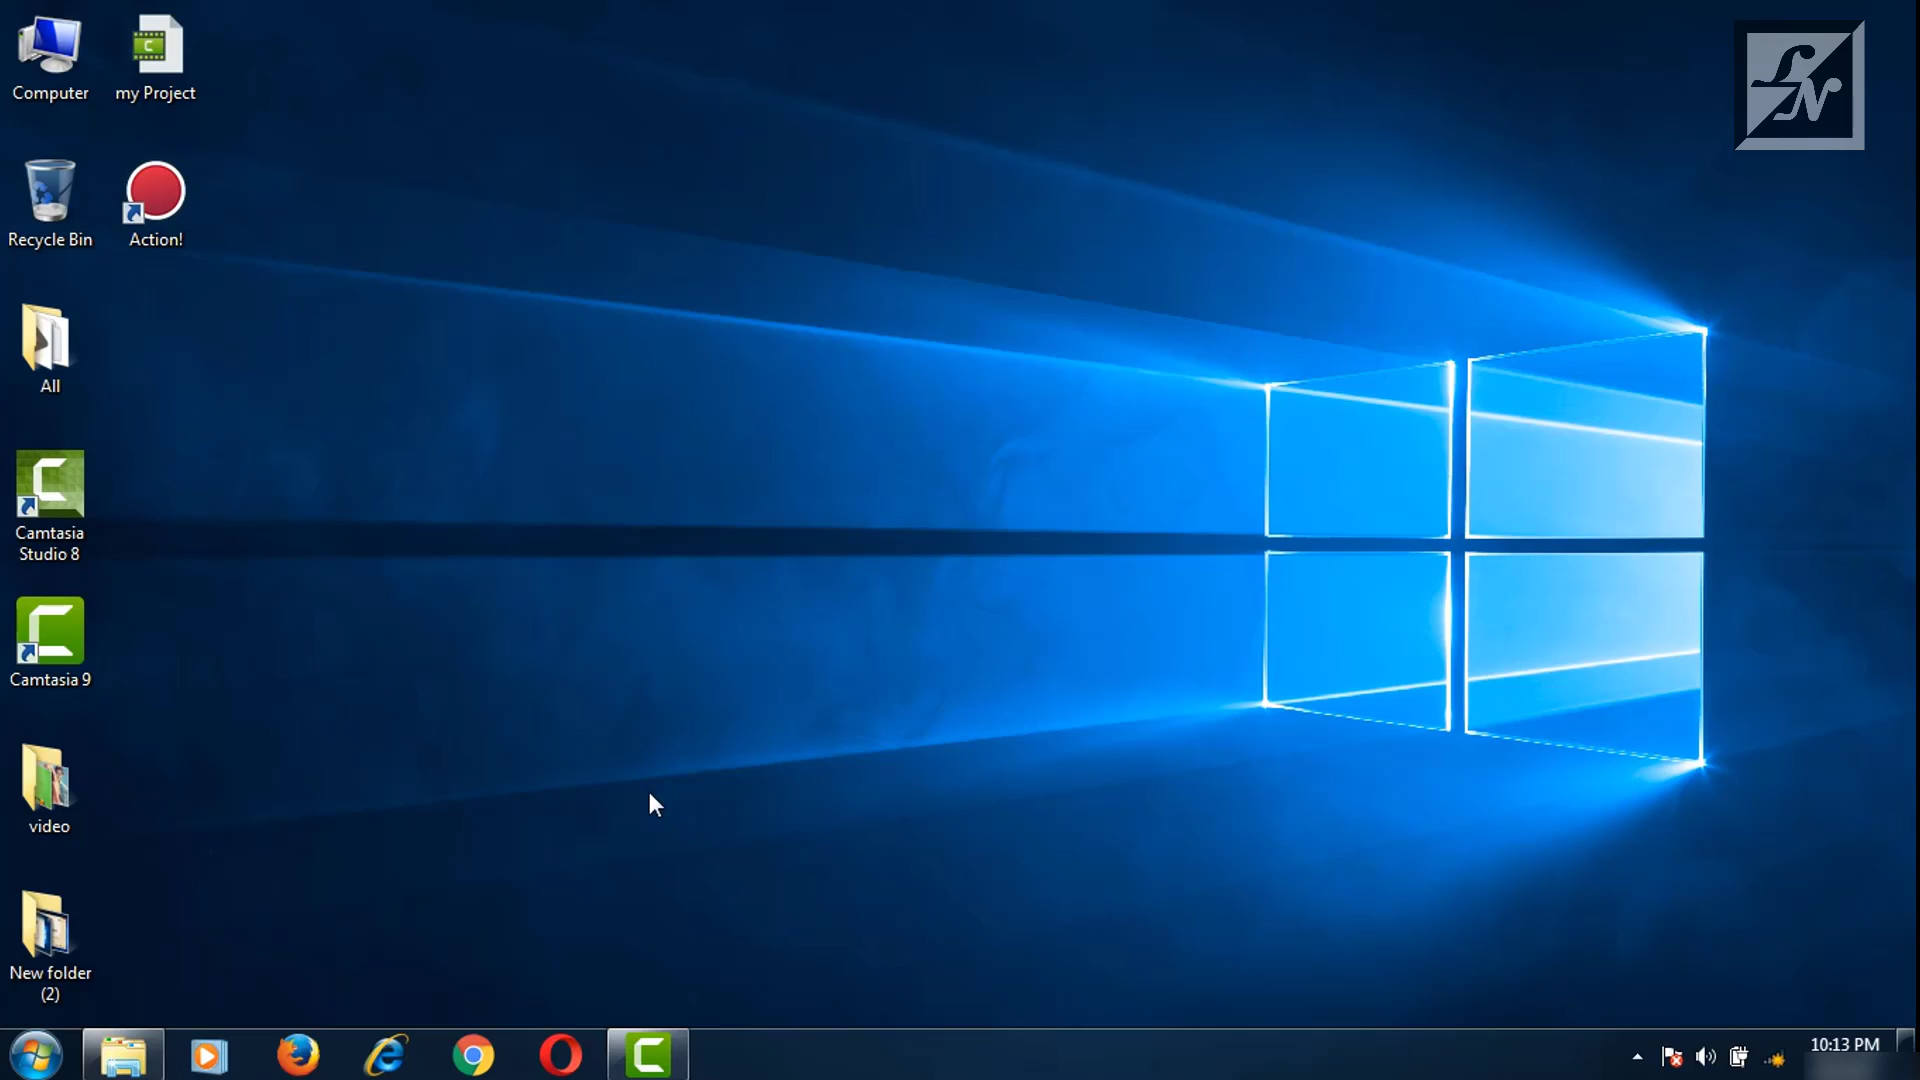 Computer
my Project
Recycle Bin
Action!
All
Camtasia
Studio 8
Camtasia 9
video
New folder
(2)
10:13 PM